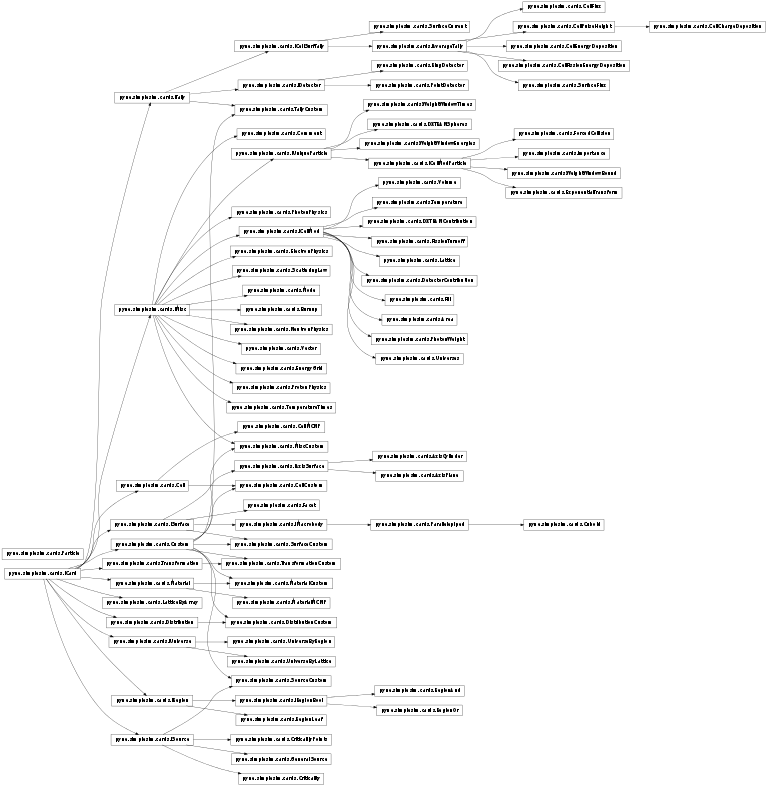 pyne.simplesim.cards.CellFlux
pyne.simplesim.cards.SurfaceCurrent
pyne.simplesim.cards.CellPulseHeight
pyne.simplesim.cards.CellChargeDeposition
pyne.simplesim.cards.ICellSurfTally
pyne.simplesim.cards.IAverageTally
pyne.simplesim.cards.CellEnergyDeposition
pyne.simplesim.cards.RingDetector
pyne.simplesim.cards.CellFissionEnergyDeposition
pyne.simplesim.cards.IDetector
pyne.simplesim.cards.PointDetector
pyne.simplesim.cards.SurfaceFlux
pyne.simplesim.cards.ITally
pyne.simplesim.cards.TallyCustom
pyne.simplesim.cards.WeightWindowTimes
pyne.simplesim.cards.DXTRANSpheres
pyne.simplesim.cards.Comment
pyne.simplesim.cards.ForcedCollision
pyne.simplesim.cards.WeightWindowEnergies
pyne.simplesim.cards.IUniqueParticle
pyne.simplesim.cards.Importance
pyne.simplesim.cards.ICellModParticle
pyne.simplesim.cards.WeightWindowBound
pyne.simplesim.cards.Volume
pyne.simplesim.cards.ExponentialTransform
pyne.simplesim.cards.Temperature
pyne.simplesim.cards.PhotonPhysics
pyne.simplesim.cards.DXTRANContribution
pyne.simplesim.cards.ICellMod
pyne.simplesim.cards.FissionTurnoff
pyne.simplesim.cards.ElectronPhysics
pyne.simplesim.cards.Lattice
pyne.simplesim.cards.ScatteringLaw
pyne.simplesim.cards.DetectorContribution
pyne.simplesim.cards.Mode
pyne.simplesim.cards.Fill
pyne.simplesim.cards.IMisc
pyne.simplesim.cards.Burnup
pyne.simplesim.cards.Area
pyne.simplesim.cards.NeutronPhysics
pyne.simplesim.cards.PhotonWeight
pyne.simplesim.cards.Vector
pyne.simplesim.cards.Universes
pyne.simplesim.cards.EnergyGrid
pyne.simplesim.cards.ProtonPhysics
pyne.simplesim.cards.TemperatureTimes
pyne.simplesim.cards.CellMCNP
pyne.simplesim.cards.MiscCustom
pyne.simplesim.cards.AxisCylinder
pyne.simplesim.cards.IAxisSurface
pyne.simplesim.cards.AxisPlane
pyne.simplesim.cards.Cell
pyne.simplesim.cards.CellCustom
pyne.simplesim.cards.Facet
pyne.simplesim.cards.ISurface
pyne.simplesim.cards.IMacrobody
pyne.simplesim.cards.Parallelepiped
pyne.simplesim.cards.Cuboid
pyne.simplesim.cards.Custom
pyne.simplesim.cards.SurfaceCustom
pyne.simplesim.cards.Particle
pyne.simplesim.cards.Transformation
pyne.simplesim.cards.TransformationCustom
pyne.simplesim.cards.ICard
pyne.simplesim.cards.Material
pyne.simplesim.cards.MaterialCustom
pyne.simplesim.cards.LatticeByArray
pyne.simplesim.cards.MaterialMCNP
pyne.simplesim.cards.Distribution
pyne.simplesim.cards.DistributionCustom
pyne.simplesim.cards.IUniverse
pyne.simplesim.cards.UniverseByRegion
pyne.simplesim.cards.UniverseByLattice
pyne.simplesim.cards.SourceCustom
pyne.simplesim.cards.RegionAnd
pyne.simplesim.cards.IRegion
pyne.simplesim.cards.IRegionBool
pyne.simplesim.cards.RegionOr
pyne.simplesim.cards.RegionLeaf
pyne.simplesim.cards.ISource
pyne.simplesim.cards.CriticalityPoints
pyne.simplesim.cards.GeneralSource
pyne.simplesim.cards.Criticality